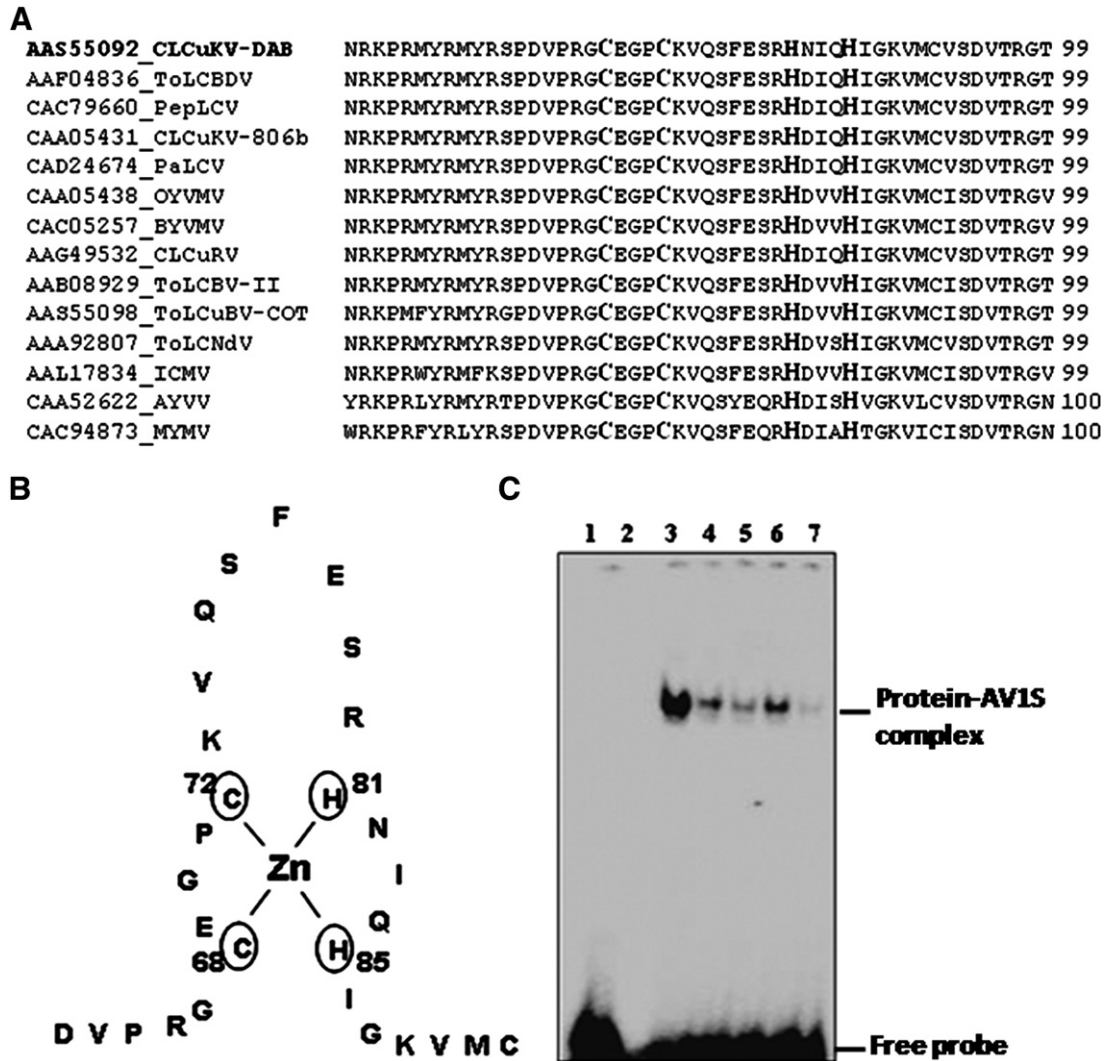 A
AAS55092_CLCuKV-DAB NRKPRMYRMYRSPDVPRGCEGPCKVQSFESRHNIQHIGKVMCVSDVTRGT 99
AAF04836_ToLCBDV NRKPRMYRMYRSPDVPRGCEGPCKVQSFESRHDIQHIGKVMCVSDVTRGT 99
CAC79660_PepLCV NRKPRMYRMYRSPDVPRGCEGPCKVQSFESRHDIQHIGKVMCVSDVTRGT 99
CAA05431_CLCuKV-806b NRKPRMYRMYRSPDVPRGCEGPCKVQSFESRHDIQHIGKVMCVSDVTRGT 99
CAD24674_PaLCV NRKPRMYRMYRSPDVPRGCEGPCKVQSFESRHDIQHIGKVMCVSDVTRGT 99
CAA05438_OYVMV NRKPRMYRMYRSPDVPRGCEGPCKVQSFESRHDVVHIGKVMCISDVTRGV 99
CAC05257_BYVMV NRKPRMYRMYRSPDVPRGCEGPCKVQSFESRHDVVHIGKVMCISDVTRGV 99
AAG49532_CLCuRV NRKPRMYRMYRSPDVPRGCEGPCKVQSFESRHDIQHIGKVMCVSDVTRGT 99
AAB08929_ToLCBV-II NRKPRMYRMYRSPDVPRGCEGPCKVQSFESRHDVVHIGKVMCISDVTRGT 99
AAS55098_ToLCuBV-COT NRKPMFYRMYRGPDVPRGCEGPCKVQSFESRHDVVHIGKVMCISDVTRGT 99
AAA92807_ToLCNdV NRKPRMYRMYRSPDVPRGCEGPCKVQSFESRHDVSHIGKVMCVSDVTRGT 99
AAL17834_ICMV NRKPRWYRMFKSPDVPRGCEGPCKVQSFESRHDVVHIGKVMCISDVTRGV 99
CAA52622_AYVV YRKPRLYRMYRTPDVPKGCEGPCKVQSYEQRHDISHVGKVLCVSDVTRGN 100
CAC94873_MYMV WRKPRFYRLYRSPDVPRGCEGPCKVQSFEQRHDIAHTGKVICISDVTRGN 100
B
F
S E
Q S
V R
K
72 C H 81
P N
G Zn I
E Q
68 C H 85
G I
D V P R G K V M C
C
1 2 3 4 5 6 7
Protein-AV1S
complex
Free probe